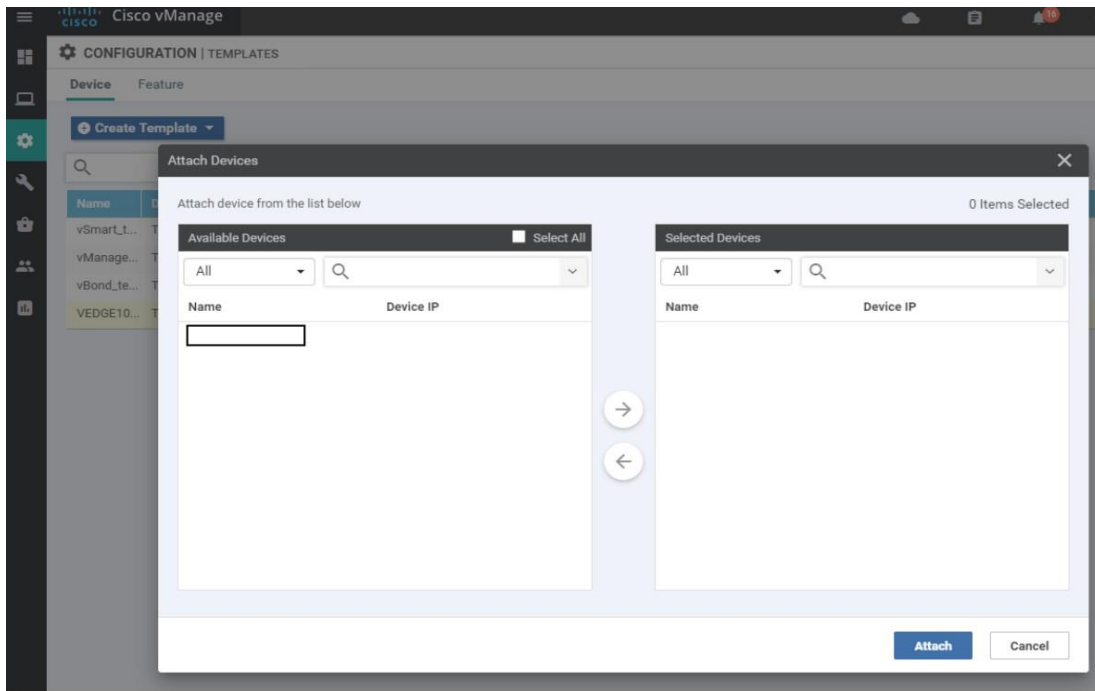 cisco Cisco vManage 16
CONFIGURATION | TEMPLATES
Device Feature
Create Template
Attach Devices
Name D
Attach device from the list below 0 Items Selected
vSmart_t... T
Available Devices Select All Selected Devices
vManage... T
All All
vBond_te... T
Name Device IP Name Device IP
VEDGE10... T
Attach Cancel